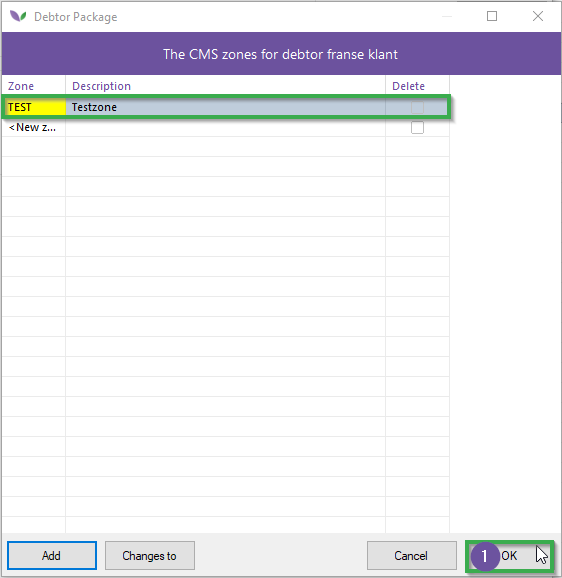 Debtor Package
The CMS zones for debtor franse klant
Zone Description Delete
TEST Testzone
<New z...
Add Changes to Cancel 1 OK